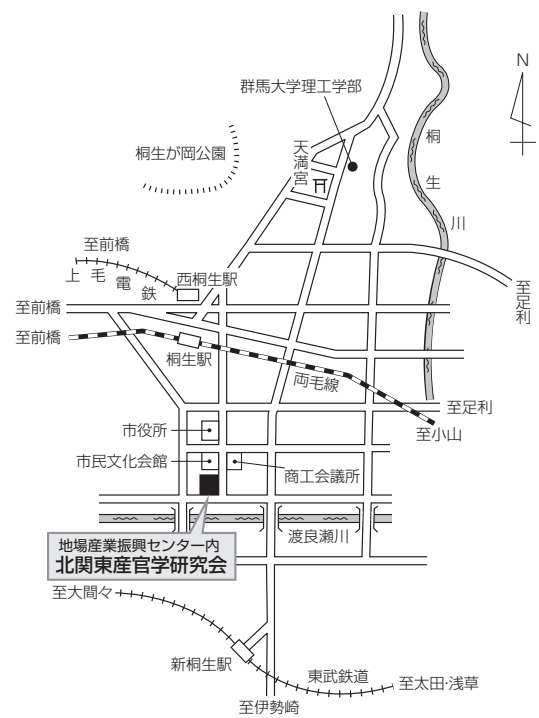 N
群馬大学理工学部
桐生が岡公園
天満宮
桐生川
至前橋
上毛電鉄
西桐生駅
至足利
至前橋
至前橋
桐生駅
両毛線
至足利
至小山
市役所
市民文化会館
商工会議所
渡良瀬川
地場産業振興センター内
北関東産官学研究会
至大間々
新桐生駅
東武鉄道
至太田・浅草
至伊勢崎